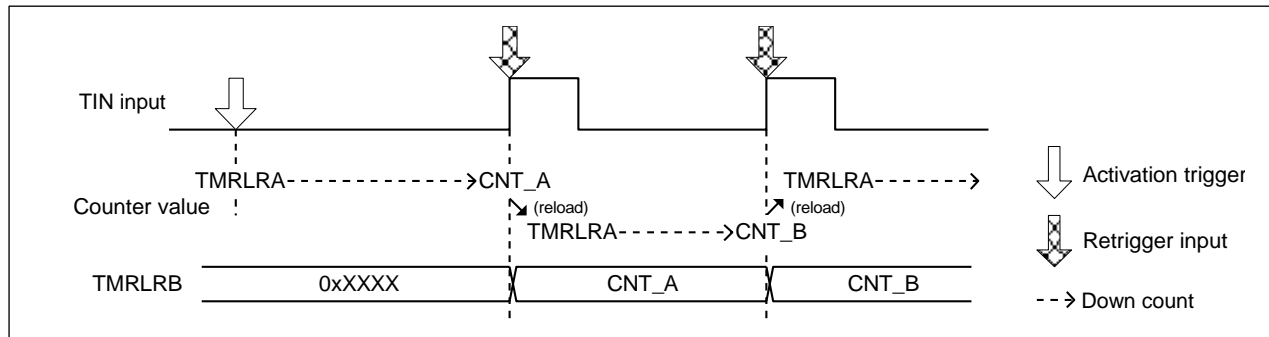 TIN input
TMRLRA CNT_A TMRLRA
Activation trigger
Counter value (reload) (reload)
TMRLRA CNT_B
Retrigger input
TMRLRB 0xXXXX CNT_A CNT_B
Down count